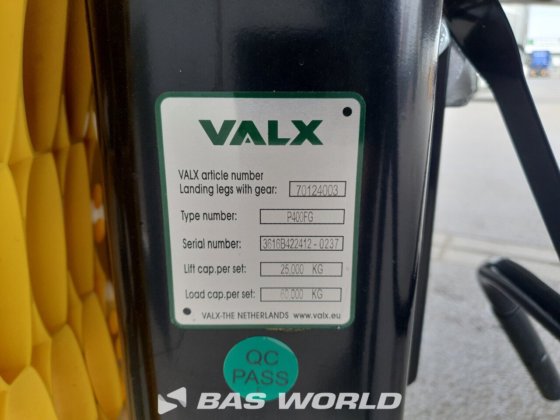 VALX
VALX article number
Landing legs with gear: 70124003
Type number: P400FG
Serial number: 3616B422412-0237
Lift cap.per set: 25,000 KG
Load cap.per set: 60,000 KG
VALX-THE NETHERLANDS www.valx.eu
QC
PASS
BAS WORLD